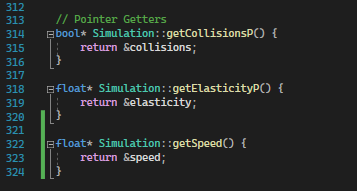 312
313 // Pointer Getters
314 bool* Simulation::getCollisionsP() {
315 return &collisions;
316 }
317
318 float* Simulation::getElasticityP() {
319 return &elasticity;
320 }
321
322 float* Simulation::getSpeed() {
323 return &speed;
324 }